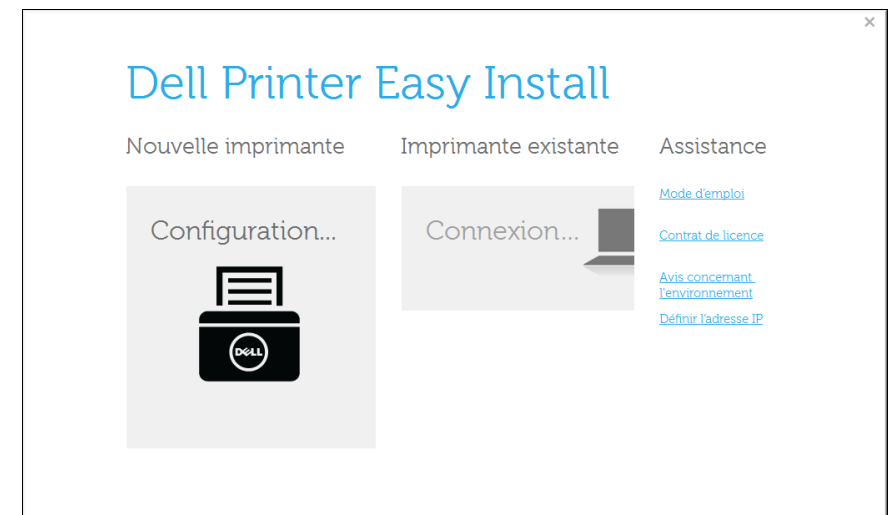 Dell Printer Easy Install
Nouvelle imprimante
Configuration...
DELL
Imprimante existante
Connexion...
Assistance
Mode d'emploi
Contrat de licence
Avis concernant
l'environnement
Définir l'adresse IP